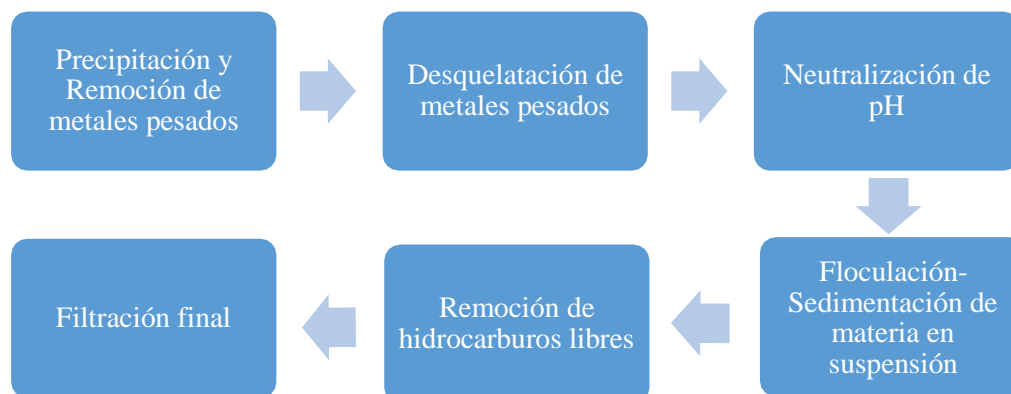 Precipitación y
Remoción de
metales pesados
Desquelatación de
metales pesados
Neutralización de
pH
Floculación-
Sedimentación de
materia en
suspensión
Remoción de
hidrocarburos libres
Filtración final